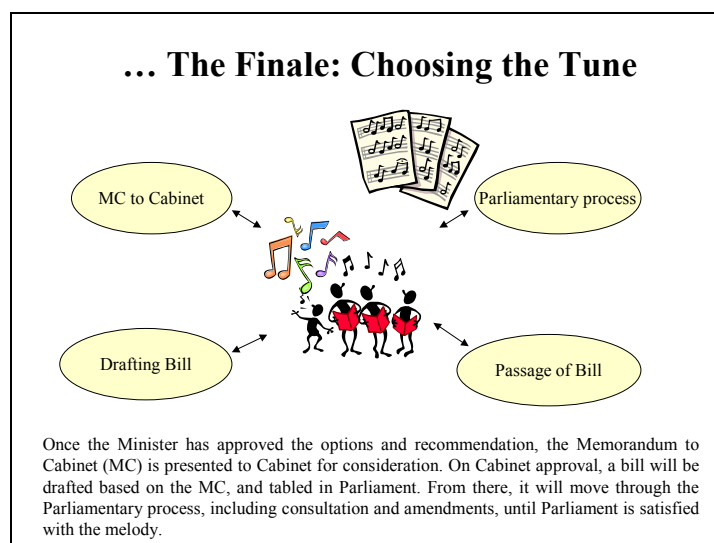 … The Finale: Choosing the Tune
MC to Cabinet
Parliamentary process
Drafting Bill
Passage of Bill
Once the Minister has approved the options and recommendation, the Memorandum to
Cabinet (MC) is presented to Cabinet for consideration. On Cabinet approval, a bill will be
drafted based on the MC, and tabled in Parliament. From there, it will move through the
Parliamentary process, including consultation and amendments, until Parliament is satisfied
with the melody.